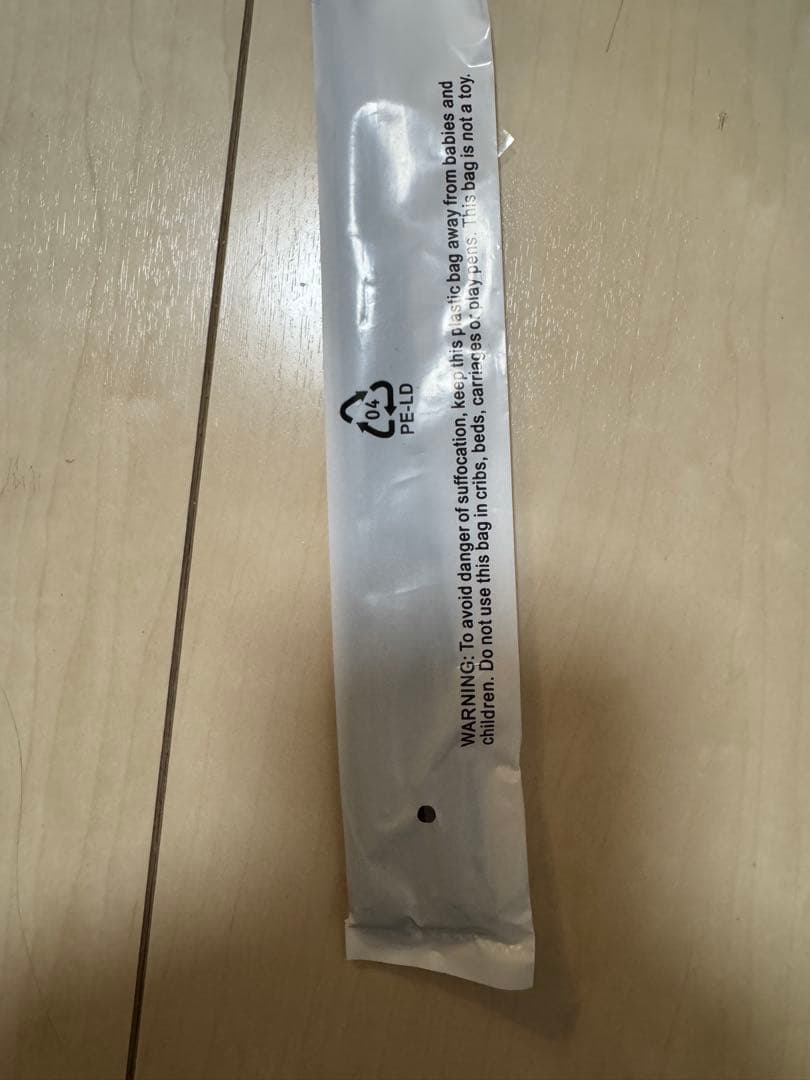 04
PE-LD
WARNING: To avoid danger of suffocation, keep this plastic bag away from babies and
children. Do not use this bag in cribs, beds, carriages or play pens. This bag is not a toy.